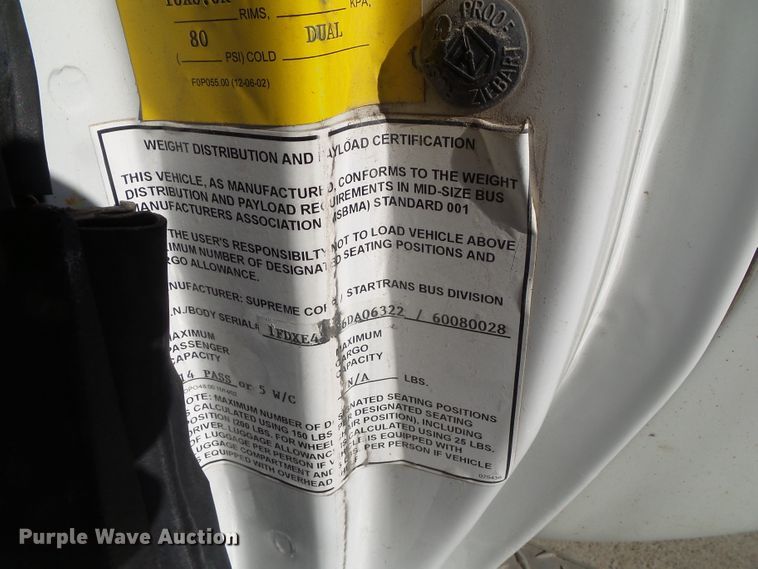 RIMS, KPA,
( 80 PSI) COLD DUAL
F0P055.00 (12-06-02)
PROOF
ZIEBART
WEIGHT DISTRIBUTION AND AYLOAD CERTIFICATION
THIS VEHICLE, AS MANUFACTURED, CONFORMS TO THE WEIGHT
DISTRIBUTION AND PAYLOAD REQUIREMENTS IN MID-SIZE BUS
MANUFACTURERS ASSOCIATION MSBMA) STANDARD 001
THE USER'S RESPONSIBILTY NOT TO LOAD VEHICLE ABOVE
IMUM NUMBER OF DESIGNATED SEATING POSITIONS AND
RGO ALLOWANCE.
ANUFACTURER: SUPREME CORP / STARTRANS BUS DIVISION
.N./BODY SERIAL# 1FDXE4 6DA06322 / 60080028
MAXIMUM PASSENGER CAPACITY
MAXIMUM CARGO CAPACITY
14 PASS or 5 W/C
N/A LBS.
NOTE: MAXIMUM NUMBER OF DESIGNATED SEATING POSITIONS
IS CALCULATED USING 150 LBS PER DESIGNATED SEATING
POSITION (200 LBS. FOR WHEELCHAIR POSITION), INCLUDING
DRIVER. LUGGAGE ALLOWANCE IS CALCULATED USING 25 LBS.
OF LUGGAGE PER PERSON IF VEHICLE IS EQUIPPED WITH
LUGGAGE COMPARTMENT AND LBS. PER PERSON IF VEHICLE
IS EQUIPPED WITH OVERHEAD
Purple Wave Auction